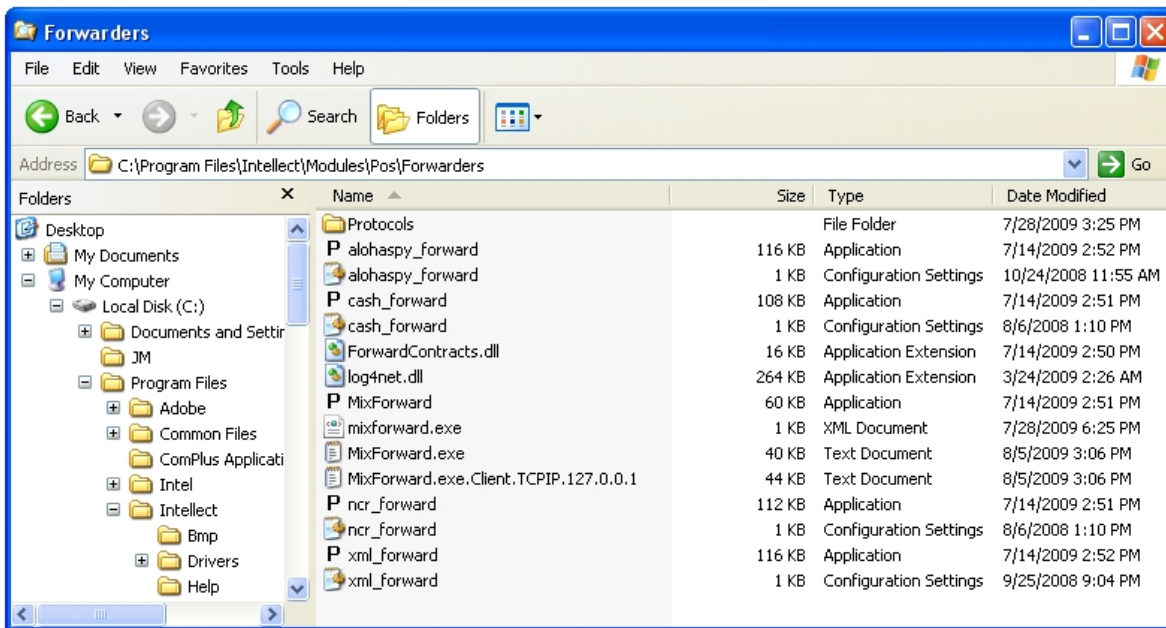 Forwarders
File Edit View Favorites Tools Help
Back Search Folders
Address C:\Program Files\Intellect\Modules\Pos\Forwarders Go
Folders X Name Size Type Date Modified
Desktop
My Documents
My Computer
Local Disk (C:)
Documents and Settir
JM
Program Files
Adobe
Common Files
ComPlus Applicati
Intel
Intellect
Bmp
Drivers
Help
Protocols File Folder 7/28/2009 3:25 PM
P alohaspy_forward 116 KB Application 7/14/2009 2:52 PM
alohaspy_forward 1 KB Configuration Settings 10/24/2008 11:55 AM
P cash_forward 108 KB Application 7/14/2009 2:51 PM
cash_forward 1 KB Configuration Settings 8/6/2008 1:10 PM
ForwardContracts.dll 16 KB Application Extension 7/14/2009 2:50 PM
log4net.dll 264 KB Application Extension 3/24/2009 2:26 AM
P MixForward 60 KB Application 7/14/2009 2:51 PM
mixforward.exe 1 KB XML Document 7/28/2009 6:25 PM
MixForward.exe 40 KB Text Document 8/5/2009 3:06 PM
MixForward.exe.Client.TCPIP.127.0.0.1 44 KB Text Document 8/5/2009 3:06 PM
P ncr_forward 112 KB Application 7/14/2009 2:51 PM
ncr_forward 1 KB Configuration Settings 8/6/2008 1:10 PM
P xml_forward 116 KB Application 7/14/2009 2:52 PM
xml_forward 1 KB Configuration Settings 9/25/2008 9:04 PM